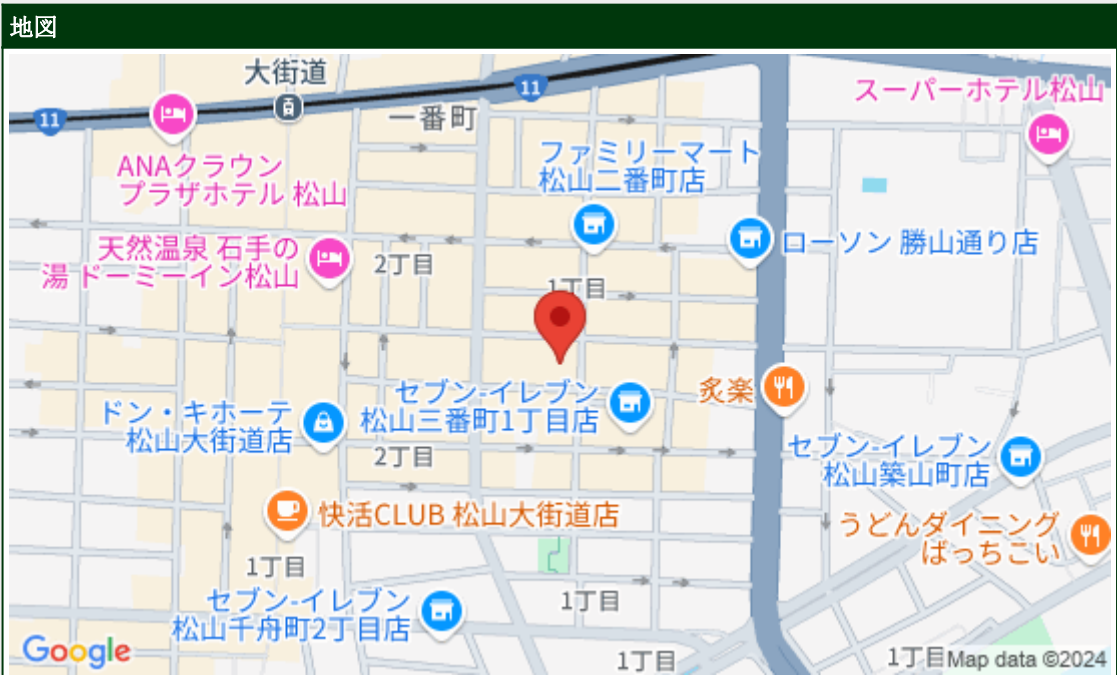 地図
大街道
11
11
一番町
スーパーホテル松山
ANAクラウン
プラザホテル 松山
ファミリーマート
松山二番町店
天然温泉 石手の
湯 ドーミーイン松山
2丁目
ローソン 勝山通り店
1丁目
セブン-イレブン
松山三番町1丁目店
炙楽
ドン・キホーテ
松山大街道店
2丁目
セブン-イレブン
松山築山町店
快活CLUB 松山大街道店
うどんダイニング
ばっちこい
1丁目
セブン-イレブン
松山千舟町2丁目店
1丁目
Google
1丁目
1丁目
Map data ©2024